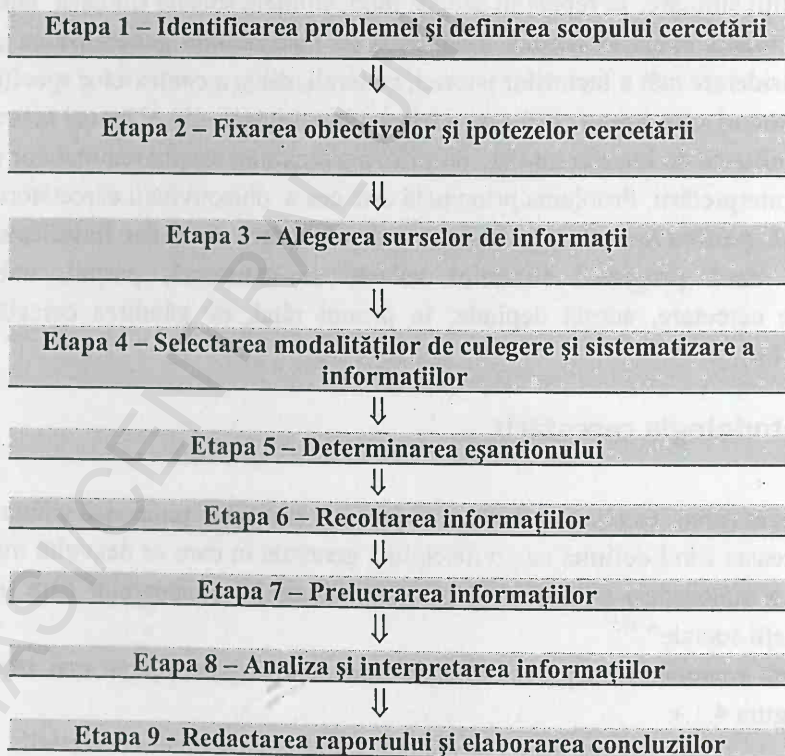 Etapa 1 – Identificarea problemei şi definirea scopului cercetării
⇓
Etapa 2 – Fixarea obiectivelor şi ipotezelor cercetării
⇓
Etapa 3 – Alegerea surselor de informaţii
⇓
Etapa 4 – Selectarea modalităţilor de culegere şi sistematizare a
informaţiilor
⇓
Etapa 5 – Determinarea eşantionului
⇓
Etapa 6 – Recoltarea informaţiilor
⇓
Etapa 7 – Prelucrarea informaţiilor
⇓
Etapa 8 – Analiza şi interpretarea informaţiilor
⇓
Etapa 9 - Redactarea raportului şi elaborarea concluziilor